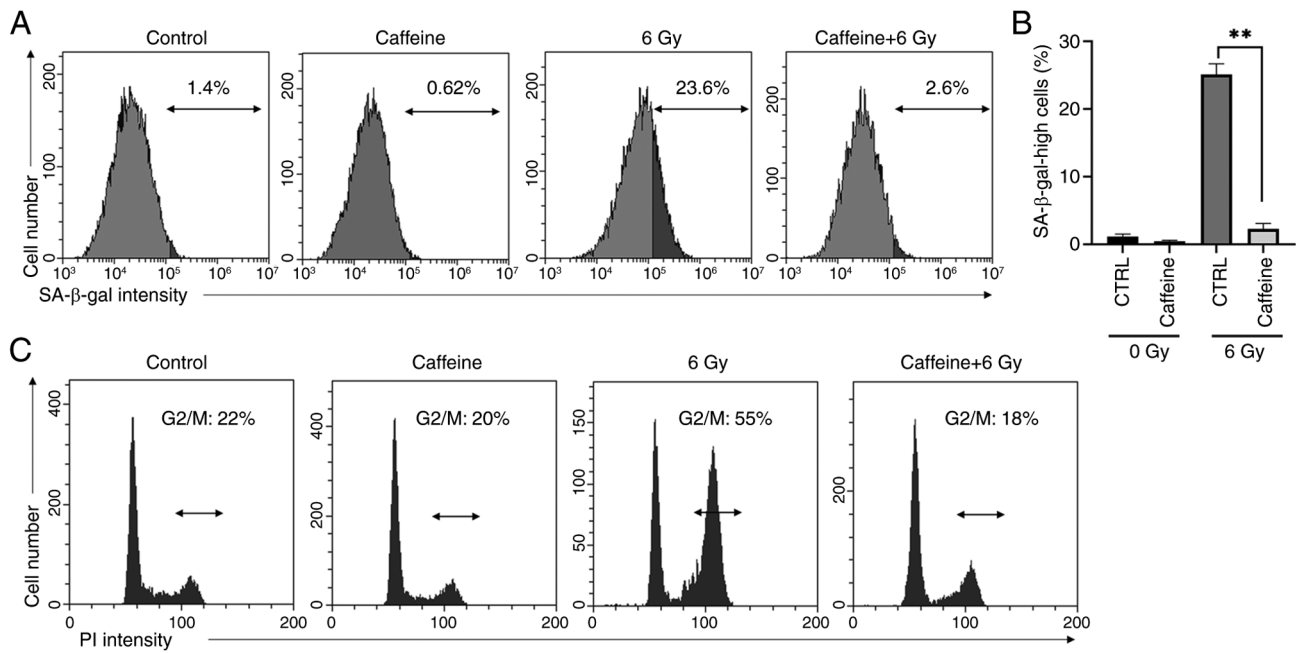 A
Control
Caffeine
6 Gy
Caffeine+6 Gy
1.4%
0.62%
23.6%
2.6%
Cell number
200
100
0
200
100
0
200
100
0
200
100
0
10³ 10⁴ 10⁵ 10⁶ 10⁷
10³ 10⁴ 10⁵ 10⁶ 10⁷
10³ 10⁴ 10⁵ 10⁶ 10⁷
10³ 10⁴ 10⁵ 10⁶ 10⁷
SA-β-gal intensity
B
SA-β-gal-high cells (%)
30
20
10
0
**
CTRL
Caffeine
CTRL
Caffeine
0 Gy
6 Gy
C
Control
Caffeine
6 Gy
Caffeine+6 Gy
G2/M: 22%
G2/M: 20%
G2/M: 55%
G2/M: 18%
Cell number
400
200
0
400
200
0
150
100
50
0
200
0
0 100 200
0 100 200
0 100 200
0 100 200
PI intensity